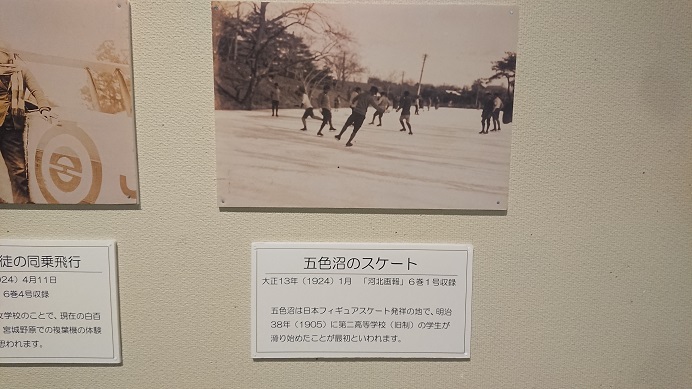 徒の同乗飛行
24）4月11日
6巻4号収録
女学校のことで、現在の白百
宮城野原での複葉機の体験
思われます。
五色沼のスケート
大正13年（1924）1月　「河北画報」6巻1号収録
五色沼は日本フィギュアスケート発祥の地で、明治
38年（1905）に第二高等学校（旧制）の学生が
滑り始めたことが最初といわれます。